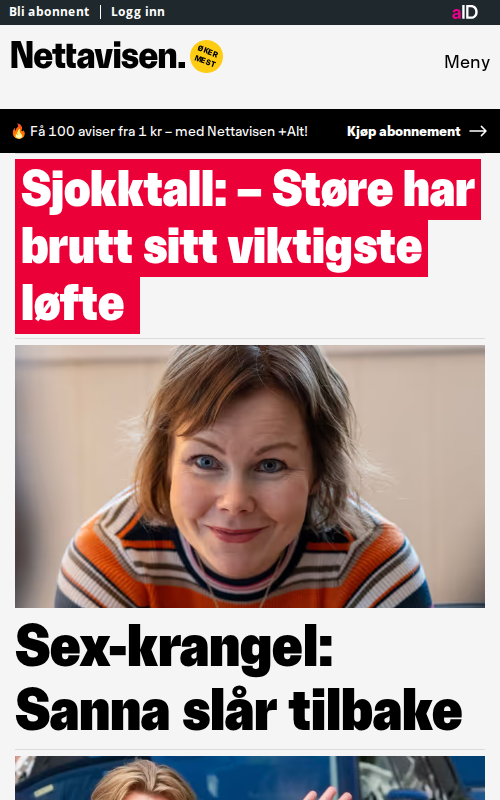 Bli abonnent | Logg inn
aID
Nettavisen.
ØKER
MEST
Meny
Få 100 aviser fra 1 kr – med Nettavisen +Alt!
Kjøp abonnement
Sjokktall: – Støre har
brutt sitt viktigste
løfte
Sex-krangel:
Sanna slår tilbake